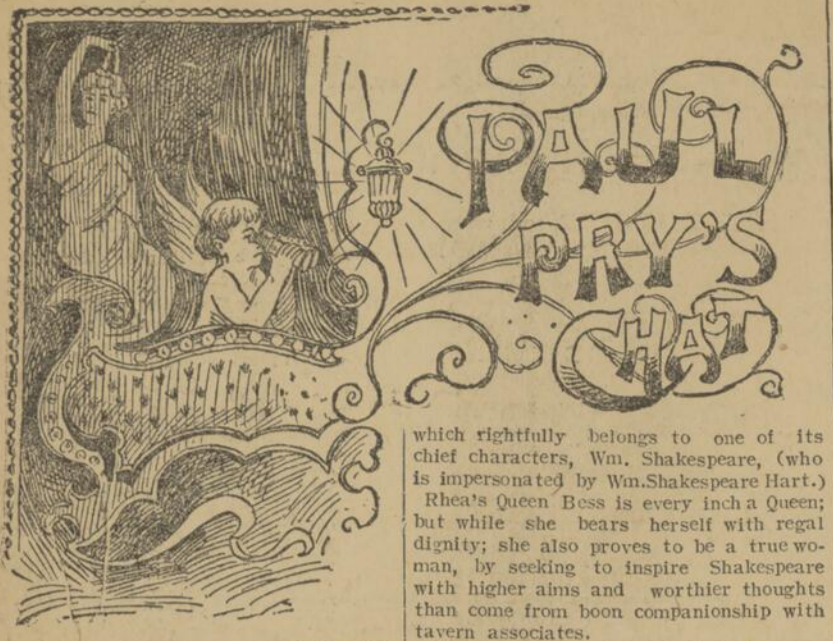 PAUL
PRY'S
CHAT
which rightfully belongs to one of its
chief characters, Wm. Shakespeare, (who
is impersonated by Wm.Shakespeare Hart.)
Rhea's Queen Bess is every inch a Queen;
but while she bears herself with regal
dignity; she also proves to be a true wo-
man, by seeking to inspire Shakespeare
with higher aims and worthier thoughts
than come from boon companionship with
tavern associates.